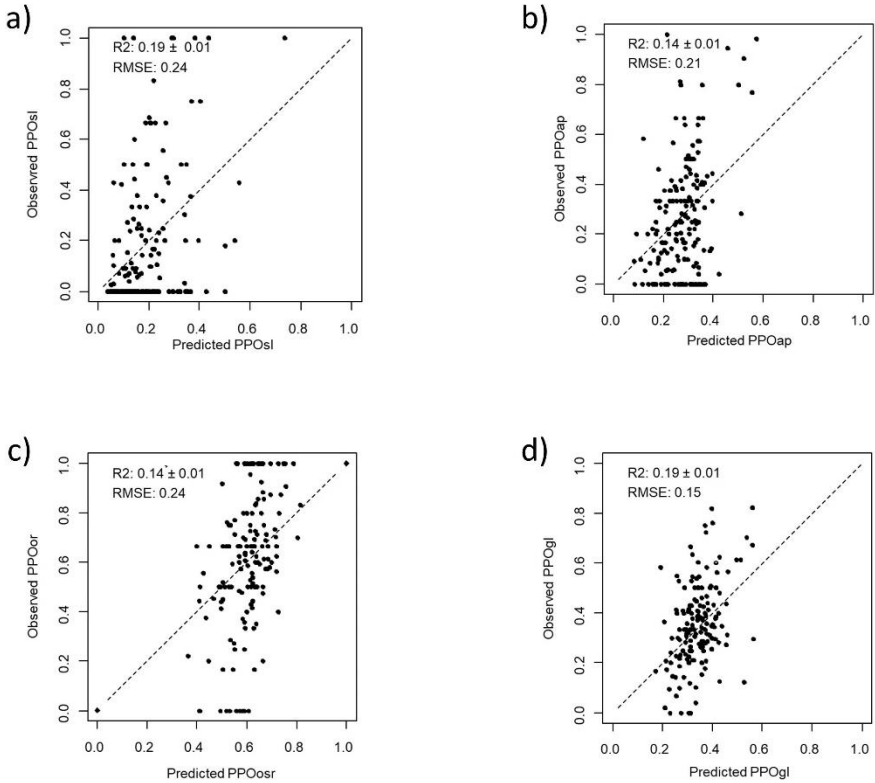 a)
R2: 0.19 ± 0.01
RMSE: 0.24
Observred PPOsl
0.0 0.2 0.4 0.6 0.8 1.0
0.0 0.2 0.4 0.6 0.8 1.0
Predicted PPOsl
b)
R2: 0.14 ± 0.01
RMSE: 0.21
Observed PPOap
0.0 0.2 0.4 0.6 0.8 1.0
0.0 0.2 0.4 0.6 0.8 1.0
Predicted PPOap
c)
R2: 0.14 ± 0.01
RMSE: 0.24
Observed PPOor
0.0 0.2 0.4 0.6 0.8 1.0
0.0 0.2 0.4 0.6 0.8 1.0
Predicted PPOosr
d)
R2: 0.19 ± 0.01
RMSE: 0.15
Observed PPOgl
0.0 0.2 0.4 0.6 0.8 1.0
0.0 0.2 0.4 0.6 0.8 1.0
Predicted PPOgl